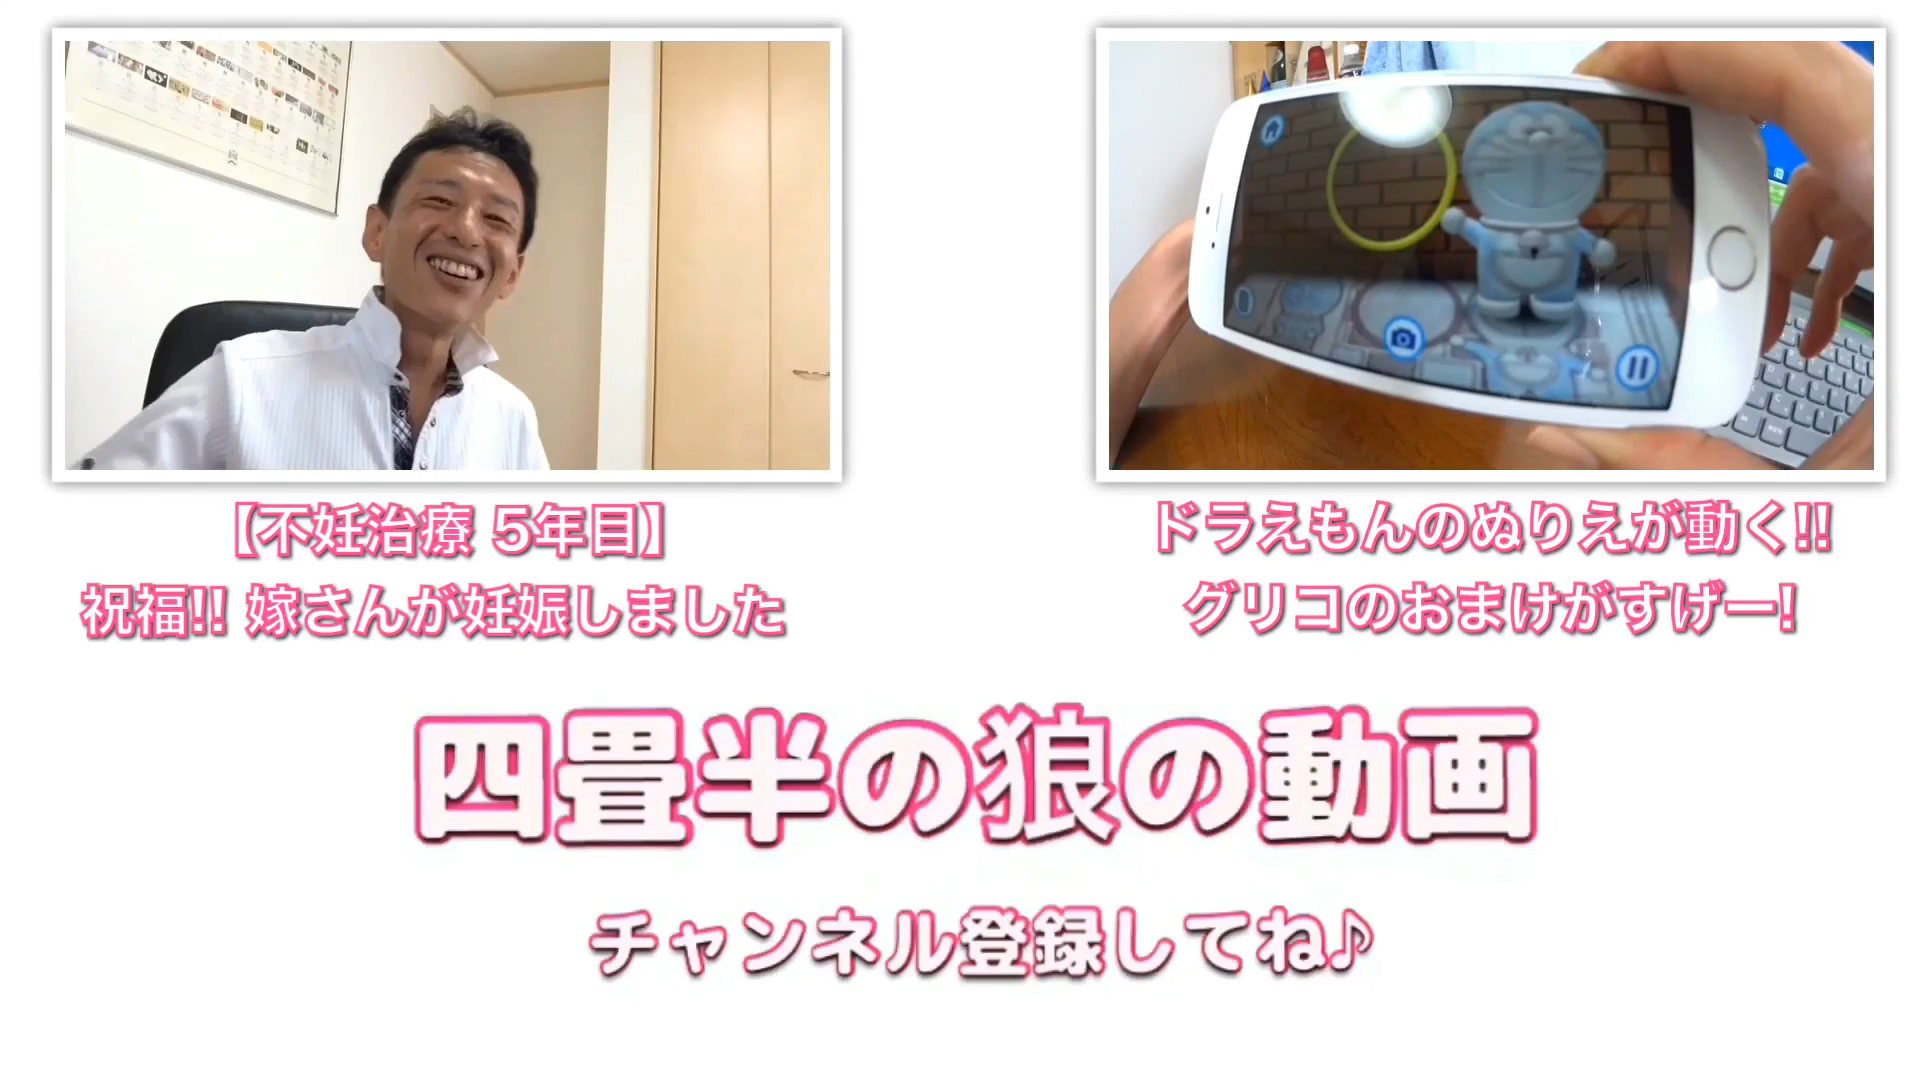 【不妊治療 5年目】
祝福!! 嫁さんが妊娠しました
ドラえもんのぬりえが動く!!
グリコのおまけがすげー!
四畳半の狼の動画
チャンネル登録してね♪